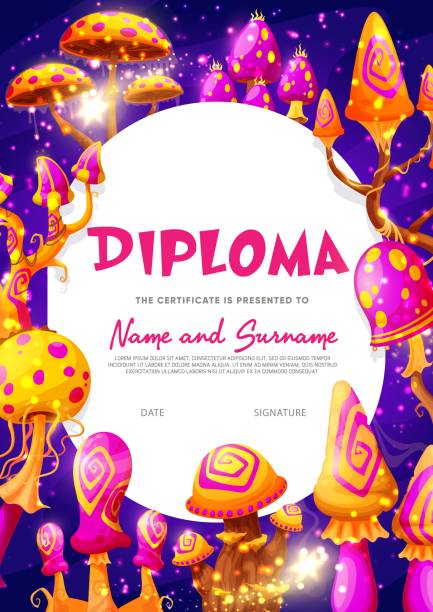 DIPLOMA
THE CERTIFICATE IS PRESENTED TO
Name and Surname
LOREM IPSUM DOLOR SIT AMET, CONSECTETUR ADIPISCING ELIT, SED DO EIUSMOD TEMPOR
INCIDIDUNT UT LABORE ET DOLORE MAGNA ALIQUA. UT ENIM AD MINIM VENIAM, QUIS NOSTRUD
EXERCITATION ULLAMCO LABORIS NISI UT ALIQUIP EX EA COMMODO CONSEQUAT.
DATE SIGNATURE